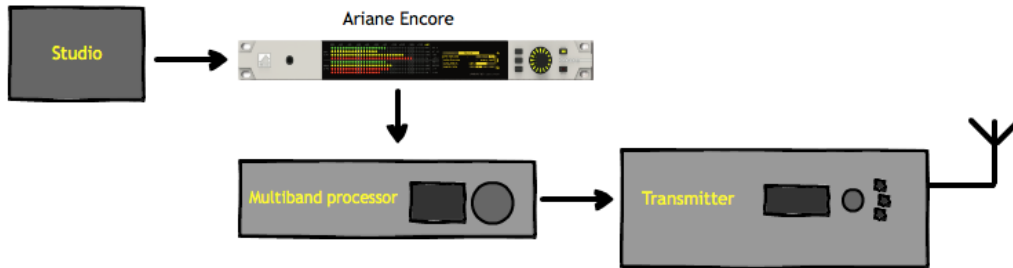 Ariane Encore
Studio
Multiband processor
Transmitter